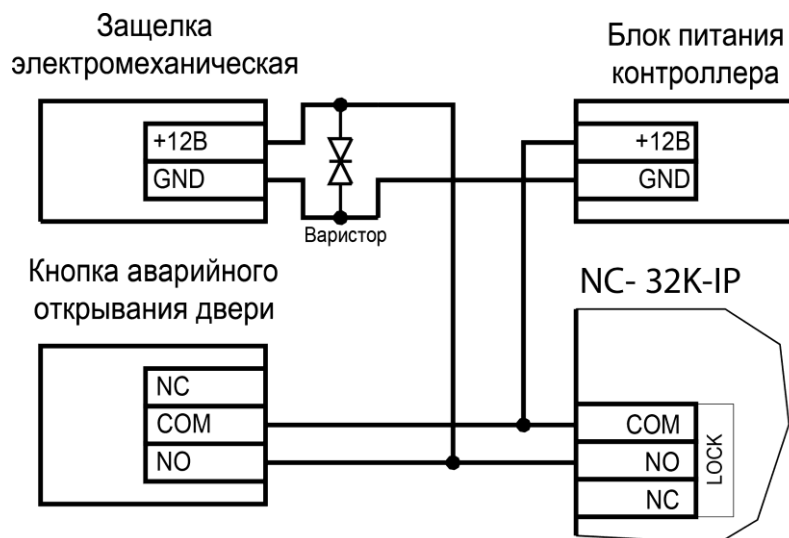 Защелка
электромеханическая
+12В
GND
Варистор
Блок питания
контроллера
+12В
GND
Кнопка аварийного
открывания двери
NC
COM
NO
NC- 32K-IP
COM
NO
NC
LOCK